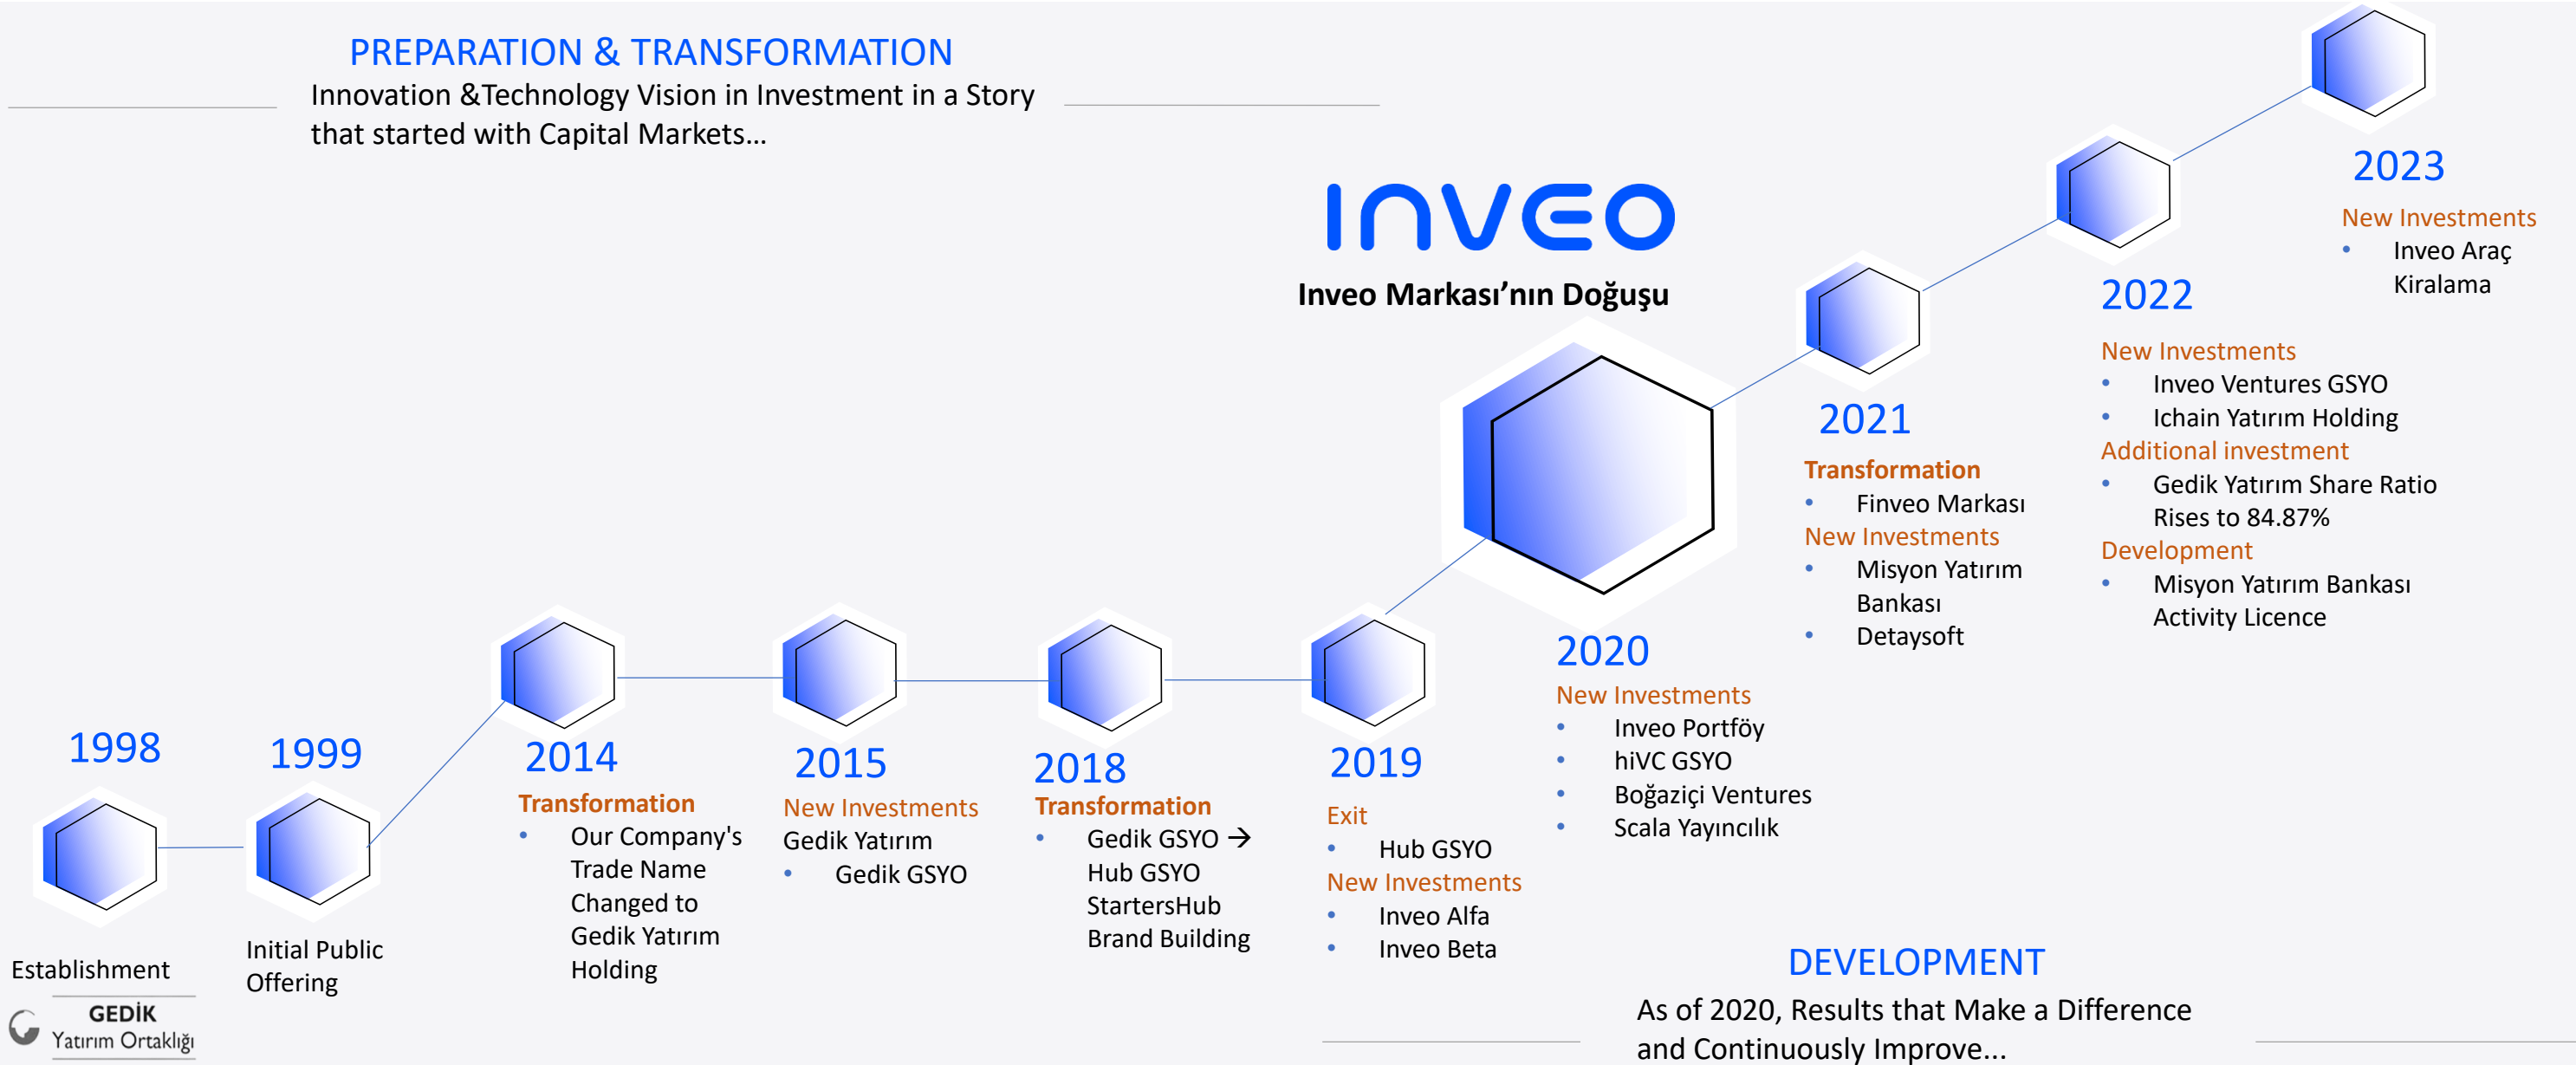 PREPARATION & TRANSFORMATION
Innovation &Technology Vision in Investment in a Story
that started with Capital Markets...
INVEO
Inveo Markası’nın Doğuşu
1998
Establishment
GEDİK
Yatırım Ortaklığı
1999
Initial Public
Offering
2014
Transformation
• Our Company's
Trade Name
Changed to
Gedik Yatırım
Holding
2015
New Investments
Gedik Yatırım
• Gedik GSYO
2018
Transformation
• Gedik GSYO →
Hub GSYO
StartersHub
Brand Building
2019
Exit
• Hub GSYO
New Investments
• Inveo Alfa
• Inveo Beta
2020
New Investments
• Inveo Portföy
• hiVC GSYO
• Boğaziçi Ventures
• Scala Yayıncılık
2021
Transformation
• Finveo Markası
New Investments
• Misyon Yatırım
Bankası
• Detaysoft
2022
New Investments
• Inveo Ventures GSYO
• Ichain Yatırım Holding
Additional investment
• Gedik Yatırım Share Ratio
Rises to 84.87%
Development
• Misyon Yatırım Bankası
Activity Licence
2023
New Investments
• Inveo Araç
Kiralama
DEVELOPMENT
As of 2020, Results that Make a Difference
and Continuously Improve...